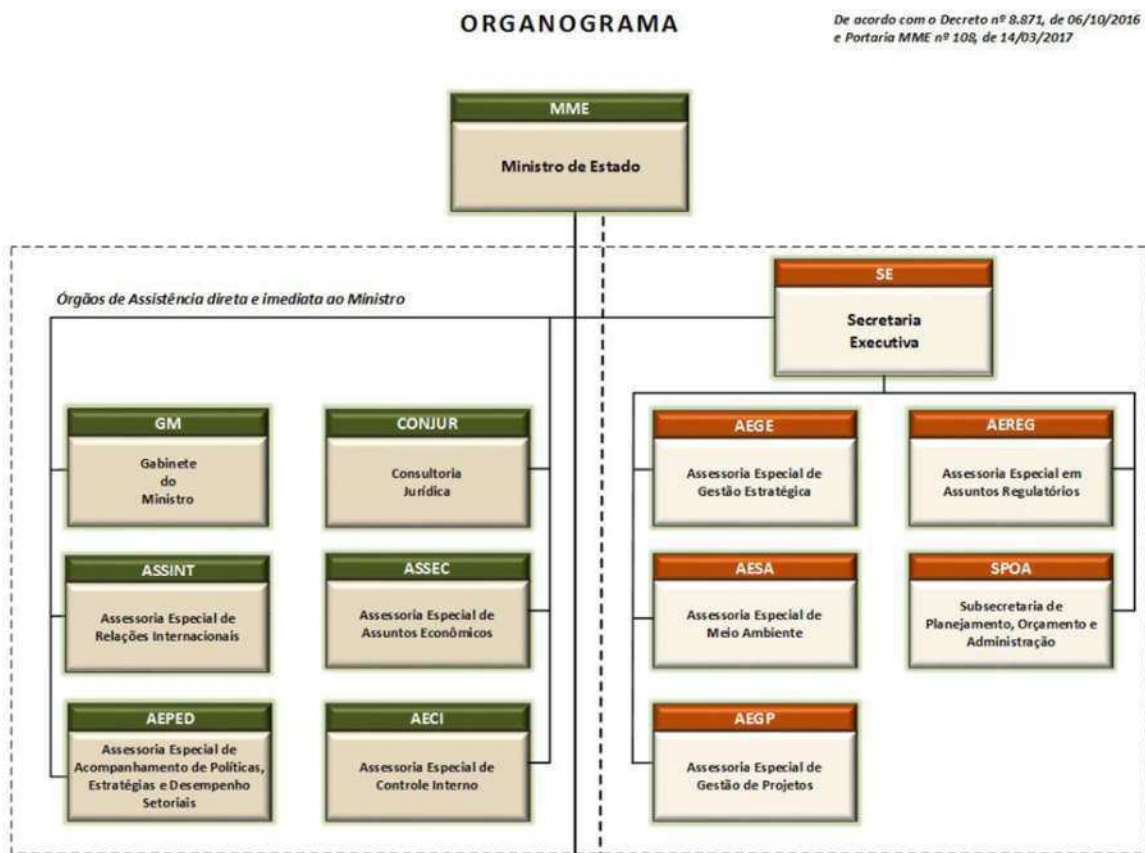 ORGANOGRAMA
De acordo com o Decreto nº 8.871, de 06/10/2016
e Portaria MME nº 108, de 14/03/2017
MME
Ministro de Estado
SE
Secretaria
Executiva
Órgãos de Assistência direta e imediata ao Ministro
GM
Gabinete
do
Ministro
CONJUR
Consultoria
Jurídica
AEGE
Assessoria Especial de
Gestão Estratégica
AEREG
Assessoria Especial em
Assuntos Regulatórios
ASSINT
Assessoria Especial de
Relações Internacionais
ASSEC
Assessoria Especial de
Assuntos Econômicos
AESA
Assessoria Especial de
Meio Ambiente
SPOA
Subsecretaria de
Planejamento, Orçamento e
Administração
AEPED
Assessoria Especial de
Acompanhamento de Políticas,
Estratégias e Desempenho
Setoriais
AECI
Assessoria Especial de
Controle Interno
AEGP
Assessoria Especial de
Gestão de Projetos